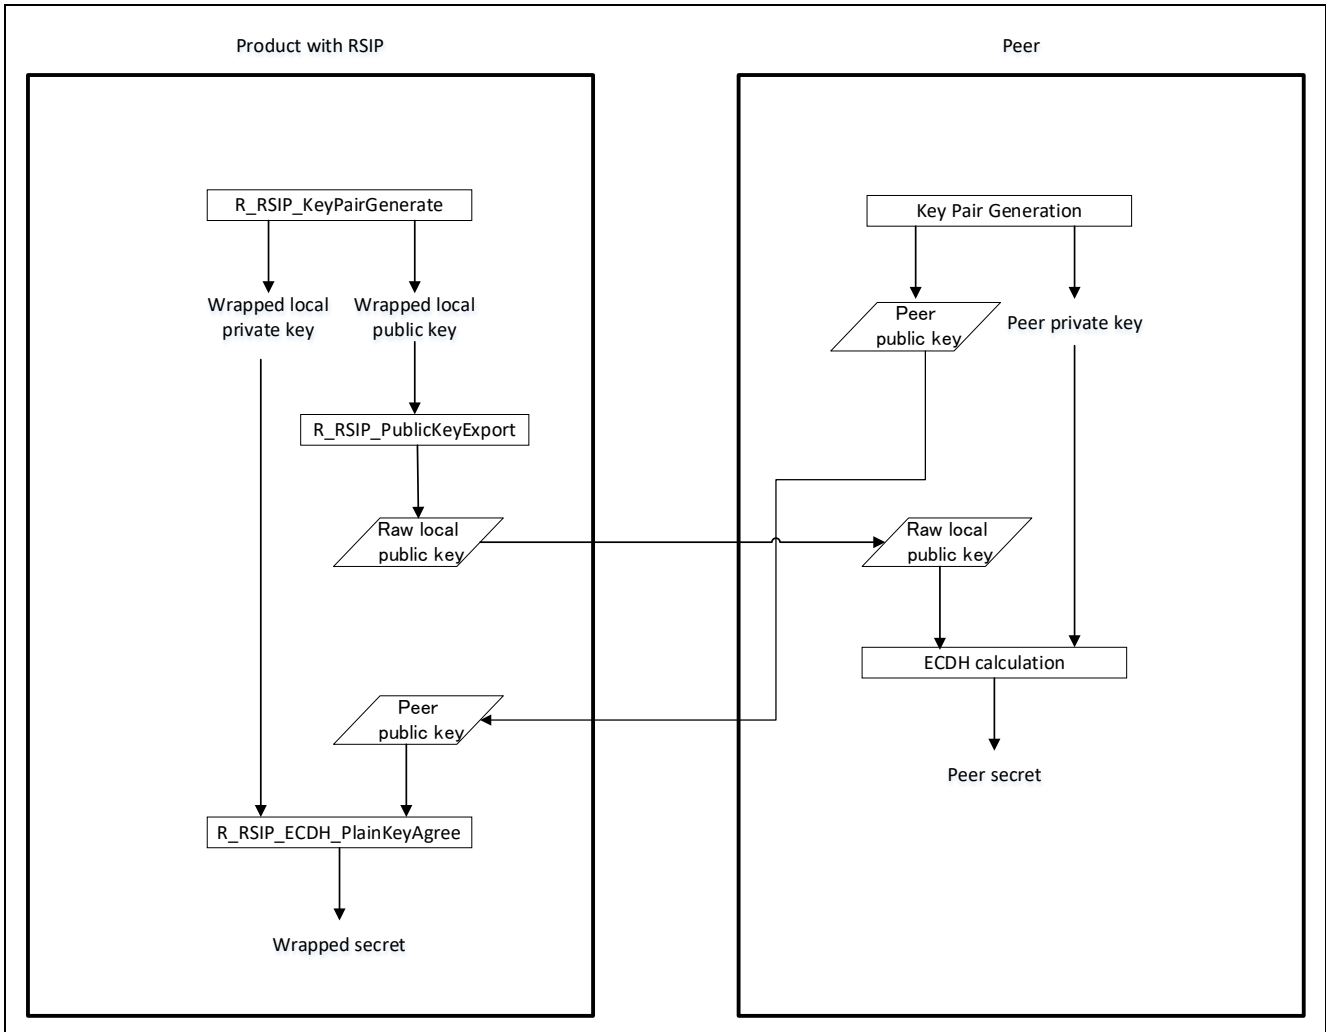 Product with RSIP
Peer
R_RSIP_KeyPairGenerate
Wrapped local
private key
Wrapped local
public key
R_RSIP_PublicKeyExport
Raw local
public key
Peer
public key
R_RSIP_ECDH_PlainKeyAgree
Wrapped secret
Key Pair Generation
Peer
public key
Peer private key
Raw local
public key
ECDH calculation
Peer secret